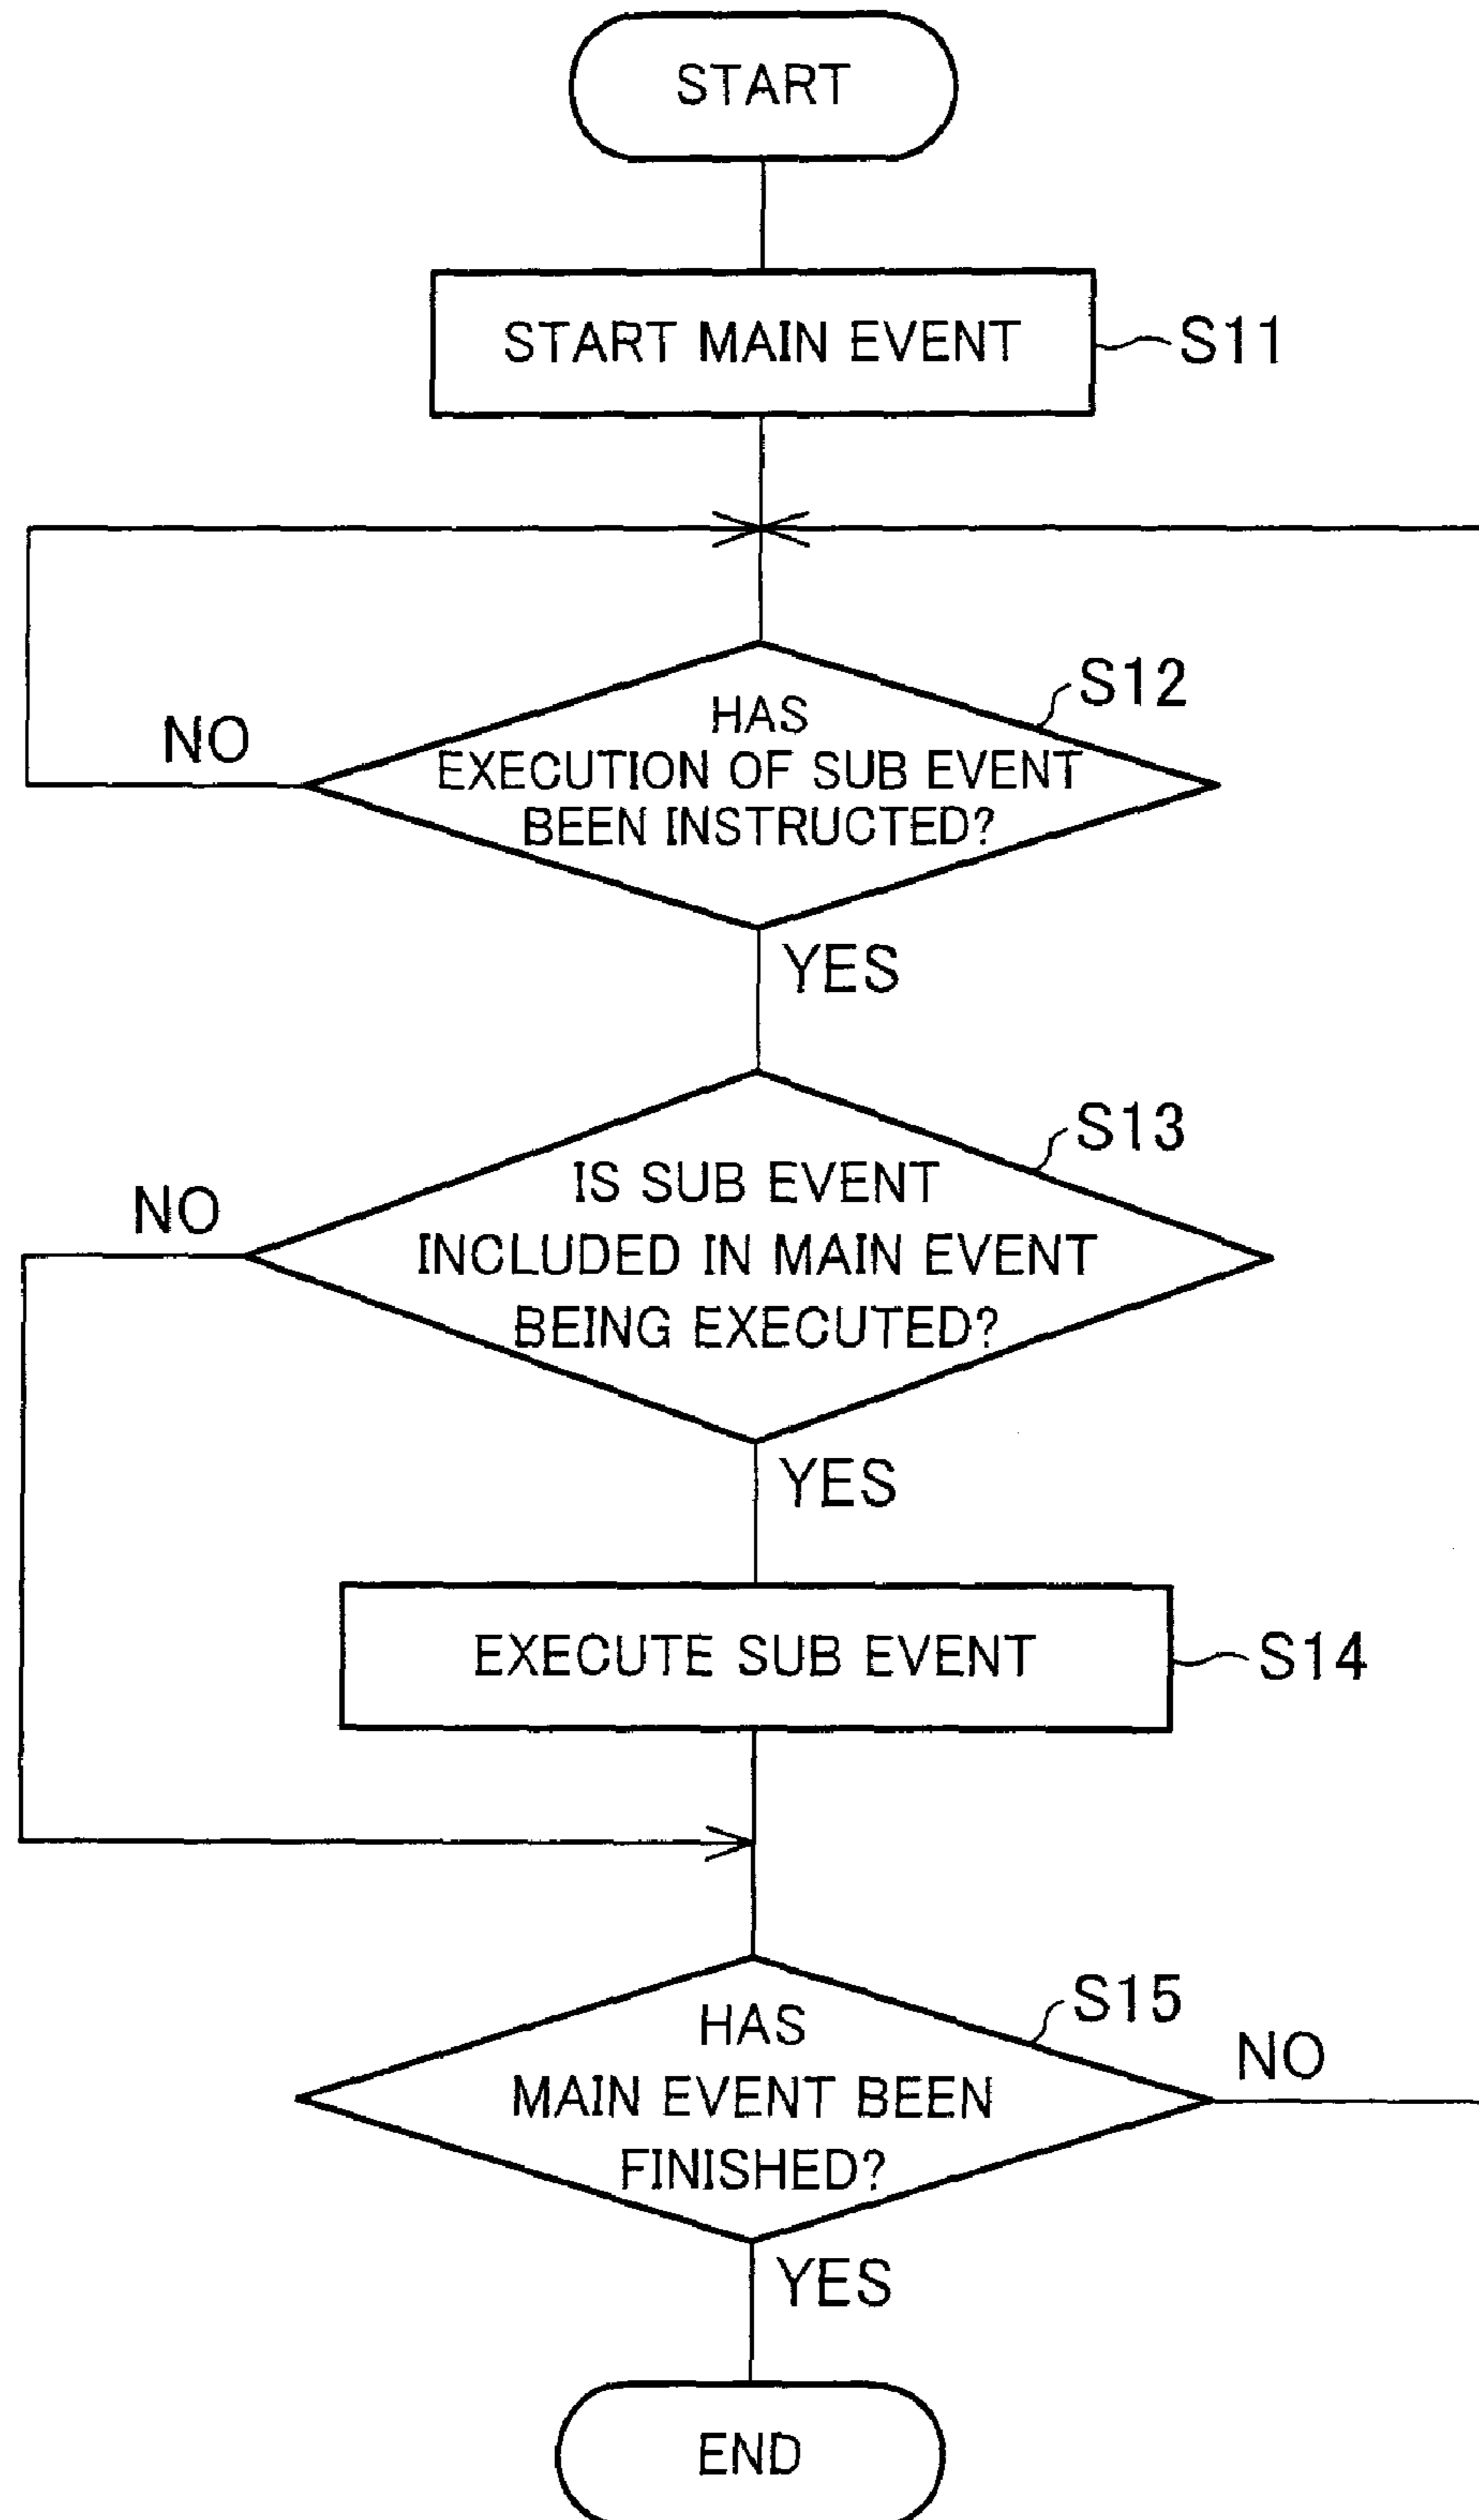 START
START MAIN EVENT
S11
S12
HAS
EXECUTION OF SUB EVENT
BEEN INSTRUCTED?
NO
YES
S13
IS SUB EVENT
INCLUDED IN MAIN EVENT
BEING EXECUTED?
NO
YES
EXECUTE SUB EVENT
S14
S15
HAS
MAIN EVENT BEEN
FINISHED?
NO
YES
END